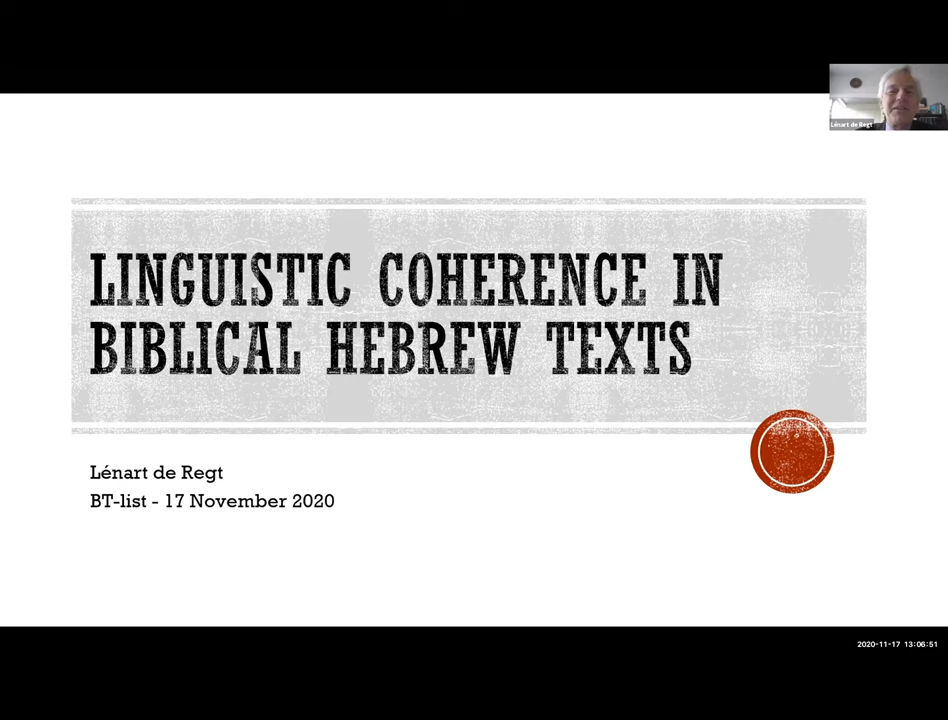 Lénart de Regt
LINGUISTIC COHERENCE IN
BIBLICAL HEBREW TEXTS
Lénart de Regt
BT-list - 17 November 2020
2020-11-17 13:06:51